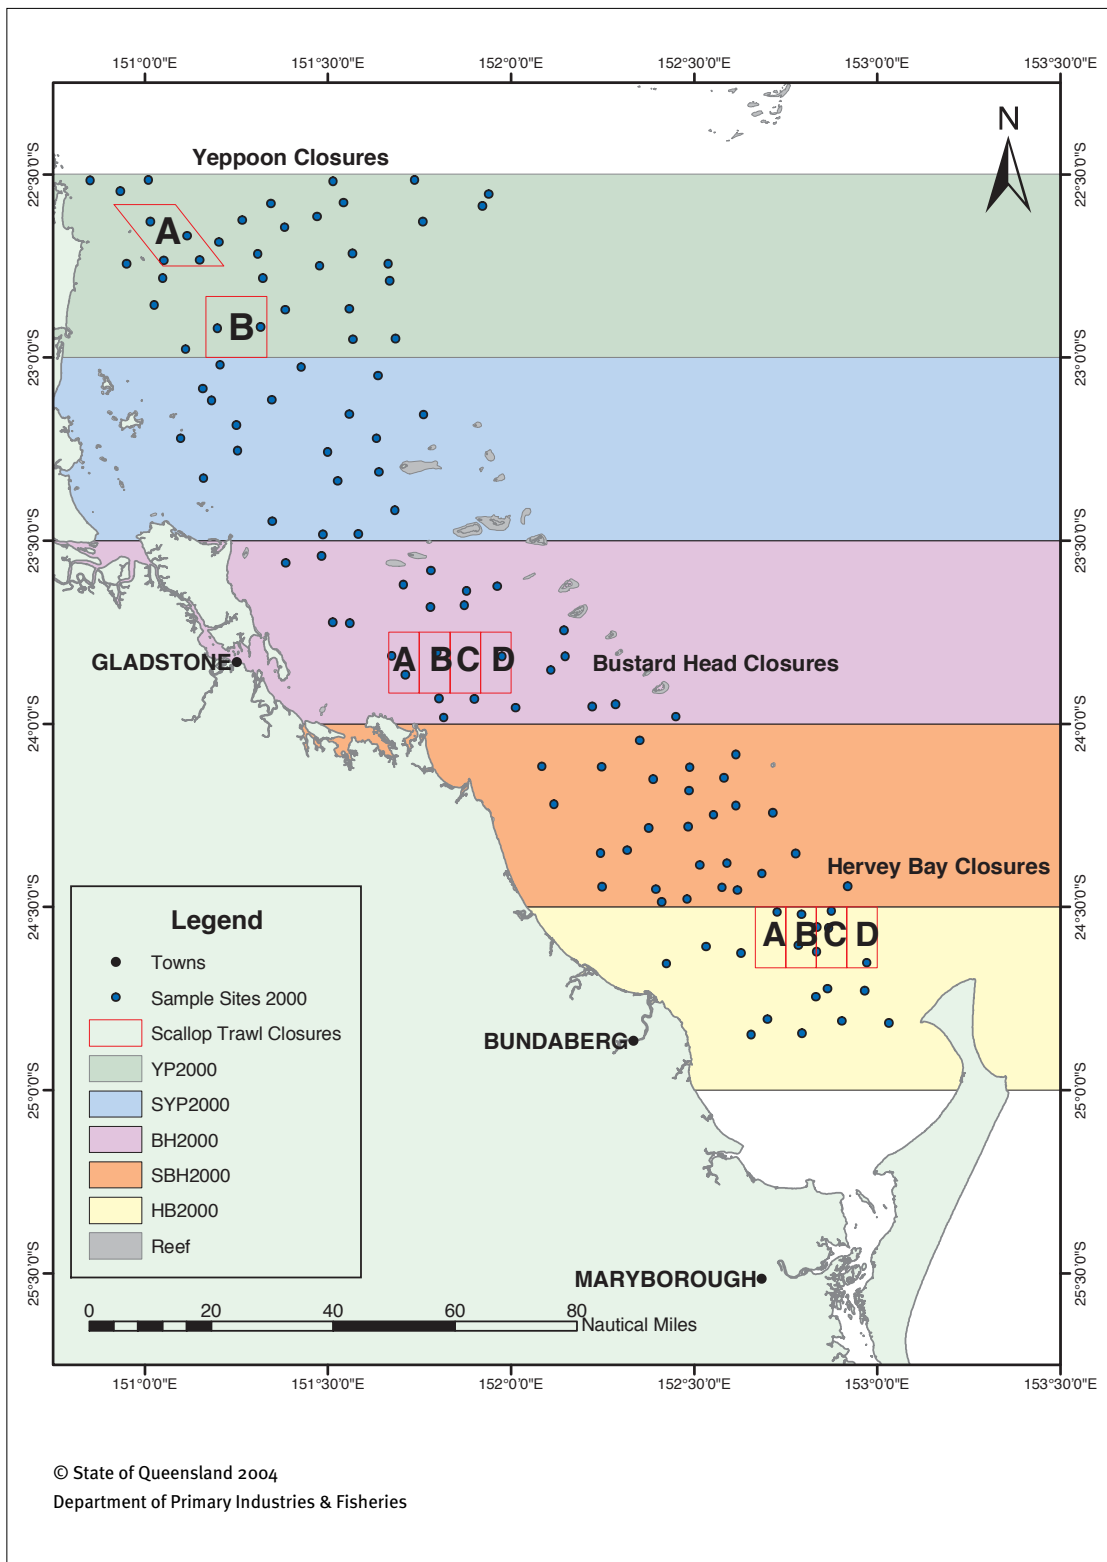 151°0'0"E 151°30'0"E 152°0'0"E 152°30'0"E 153°0'0"E 153°30'0"E
N
Yeppoon Closures
22°30'0"S 22°30'0"S
A
B
23°0'0"S 23°0'0"S
23°30'0"S 23°30'0"S
GLADSTONE
A B C D
Bustard Head Closures
24°0'0"S 24°0'0"S
Hervey Bay Closures
24°30'0"S 24°30'0"S
A B C D
Legend
Towns
Sample Sites 2000
Scallop Trawl Closures
YP2000
SYP2000
BH2000
SBH2000
HB2000
Reef
BUNDABERG
25°0'0"S 25°0'0"S
MARYBOROUGH
25°30'0"S 25°30'0"S
0 20 40 60 80
Nautical Miles
151°0'0"E 151°30'0"E 152°0'0"E 152°30'0"E 153°0'0"E 153°30'0"E
© State of Queensland 2004
Department of Primary Industries & Fisheries